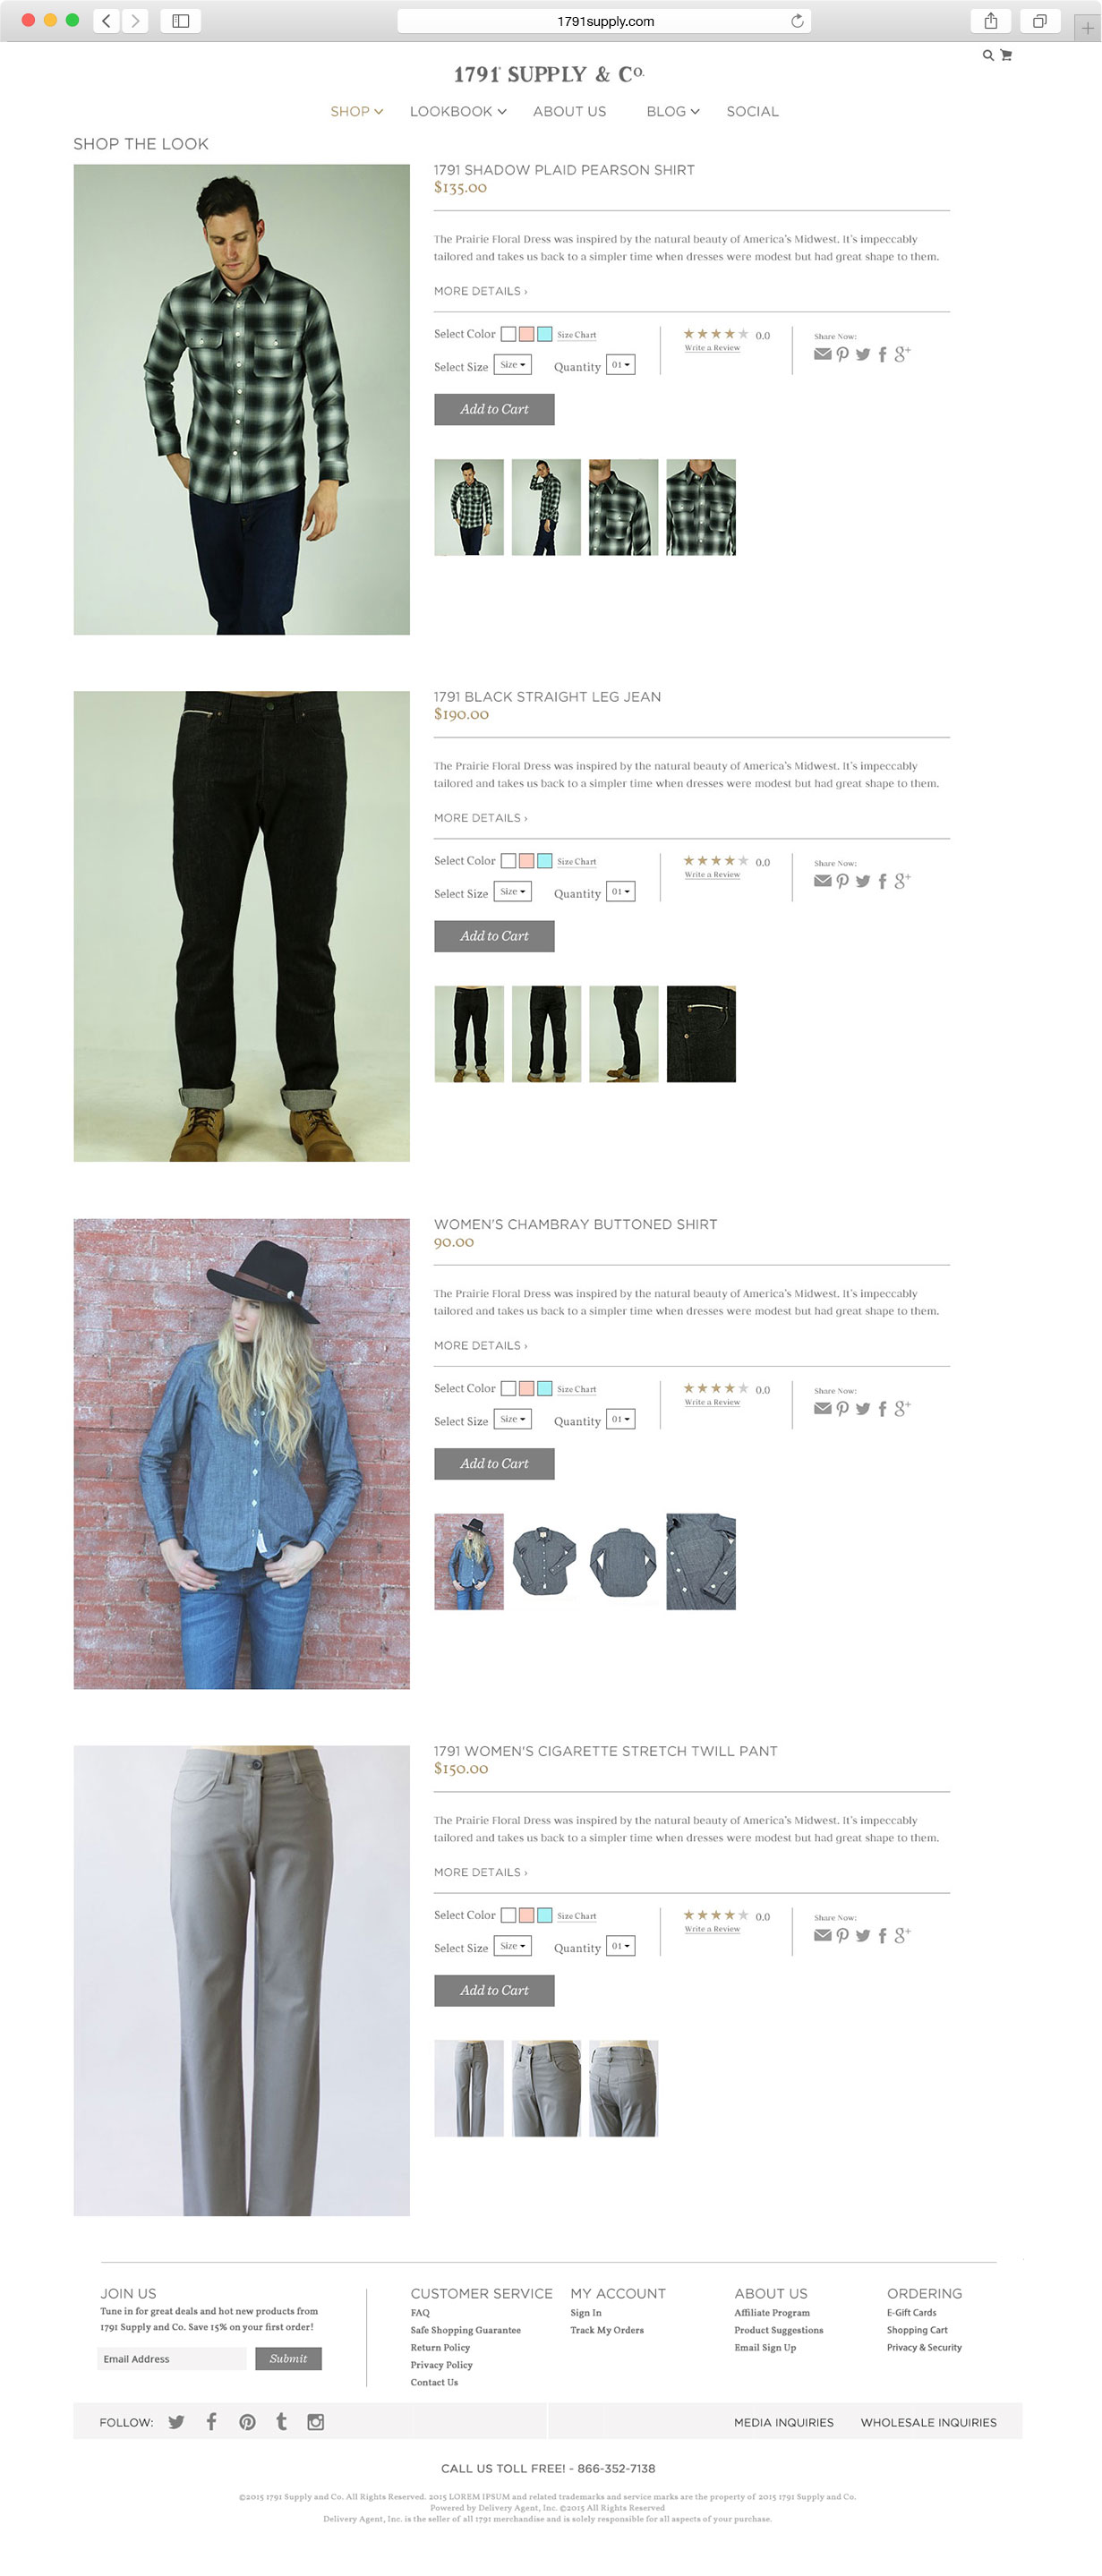 1791supply.com
1791 SUPPLY & CO.
SHOP LOOKBOOK ABOUT US BLOG SOCIAL
SHOP THE LOOK
1791 SHADOW PLAID PEARSON SHIRT
$135.00
The Prairie Floral Dress was inspired by the natural beauty of America's Midwest. It's impeccably
tailored and takes us back to a simpler time when dresses were modest but had great shape to them.
MORE DETAILS ›
Select Color Size Chart
Select Size Size Quantity 01
0.0
Write a Review
Share Now:
Add to Cart
1791 BLACK STRAIGHT LEG JEAN
$190.00
The Prairie Floral Dress was inspired by the natural beauty of America's Midwest. It's impeccably
tailored and takes us back to a simpler time when dresses were modest but had great shape to them.
MORE DETAILS ›
Select Color Size Chart
Select Size Size Quantity 01
0.0
Write a Review
Share Now:
Add to Cart
WOMEN'S CHAMBRAY BUTTONED SHIRT
90.00
The Prairie Floral Dress was inspired by the natural beauty of America's Midwest. It's impeccably
tailored and takes us back to a simpler time when dresses were modest but had great shape to them.
MORE DETAILS ›
Select Color Size Chart
Select Size Size Quantity 01
0.0
Write a Review
Share Now:
Add to Cart
1791 WOMEN'S CIGARETTE STRETCH TWILL PANT
$150.00
The Prairie Floral Dress was inspired by the natural beauty of America's Midwest. It's impeccably
tailored and takes us back to a simpler time when dresses were modest but had great shape to them.
MORE DETAILS ›
Select Color Size Chart
Select Size Size Quantity 01
0.0
Write a Review
Share Now:
Add to Cart
JOIN US
Tune in for great deals and hot new products from
1791 Supply and Co. Save 15% on your first order!
Email Address Submit
CUSTOMER SERVICE
FAQ
Safe Shopping Guarantee
Return Policy
Privacy Policy
Contact Us
MY ACCOUNT
Sign In
Track My Orders
ABOUT US
Affiliate Program
Product Suggestions
Email Sign Up
ORDERING
E-Gift Cards
Shopping Cart
Privacy & Security
FOLLOW:
MEDIA INQUIRIES WHOLESALE INQUIRIES
CALL US TOLL FREE! - 866-352-7138
©2015 1791 Supply and Co. All Rights Reserved. 2015 LOREM IPSUM and related trademarks and service marks are the property of 2015 1791 Supply and Co.
Powered by Delivery Agent, Inc. ©2015 All Rights Reserved
Delivery Agent, Inc. is the seller of all 1791 merchandise and is solely responsible for all aspects of your purchase.